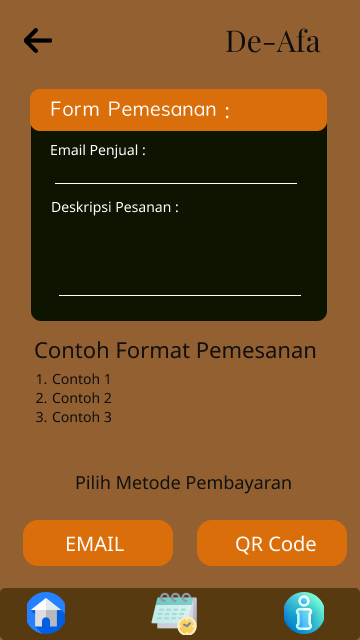 De-Afa
Form Pemesanan :
Email Penjual :
Deskripsi Pesanan :
Contoh Format Pemesanan
1. Contoh 1
2. Contoh 2
3. Contoh 3
Pilih Metode Pembayaran
EMAIL
QR Code